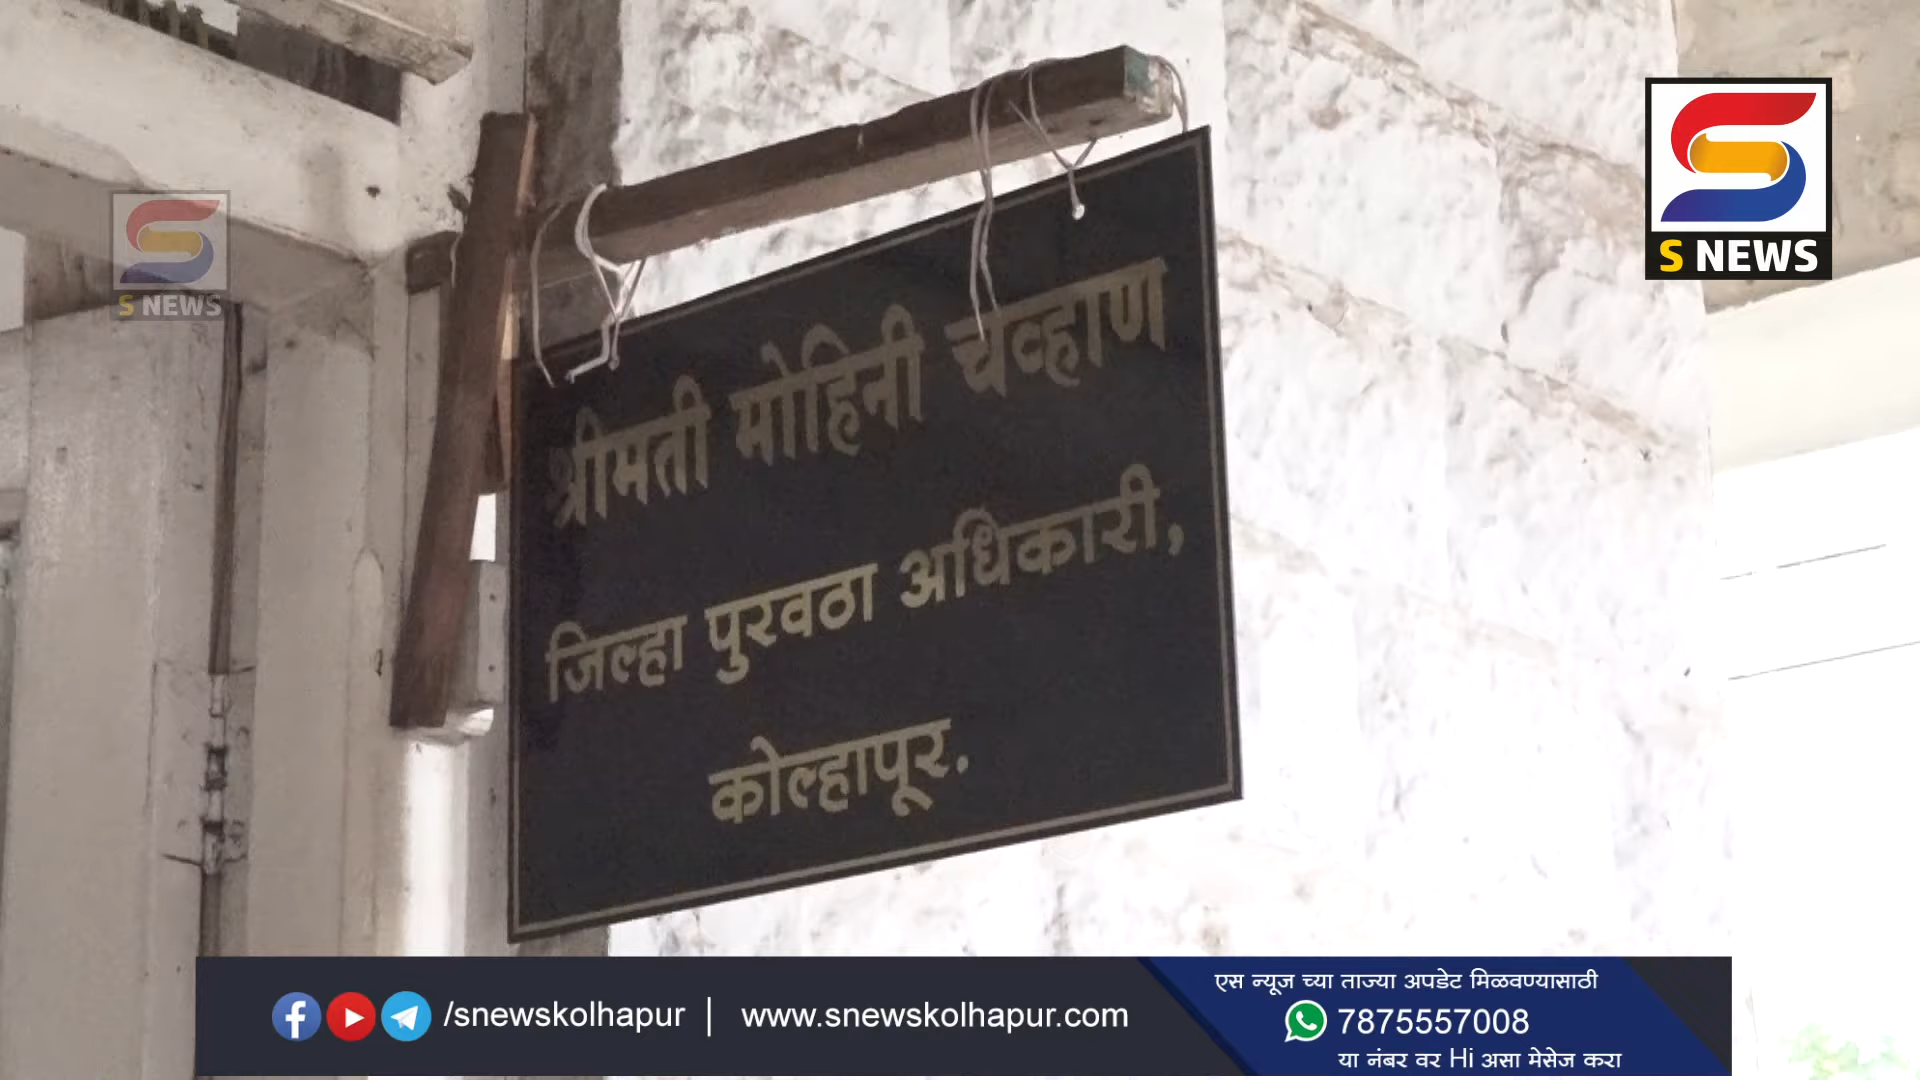 S NEWS
S NEWS
श्रीमती मोहिनी चव्हाण
जिल्हा पुरवठा अधिकारी,
कोल्हापूर.
/snewskolhapur | www.snewskolhapur.com
एस न्यूज च्या ताज्या अपडेट मिळवण्यासाठी
7875557008
या नंबर वर Hi असा मेसेज करा